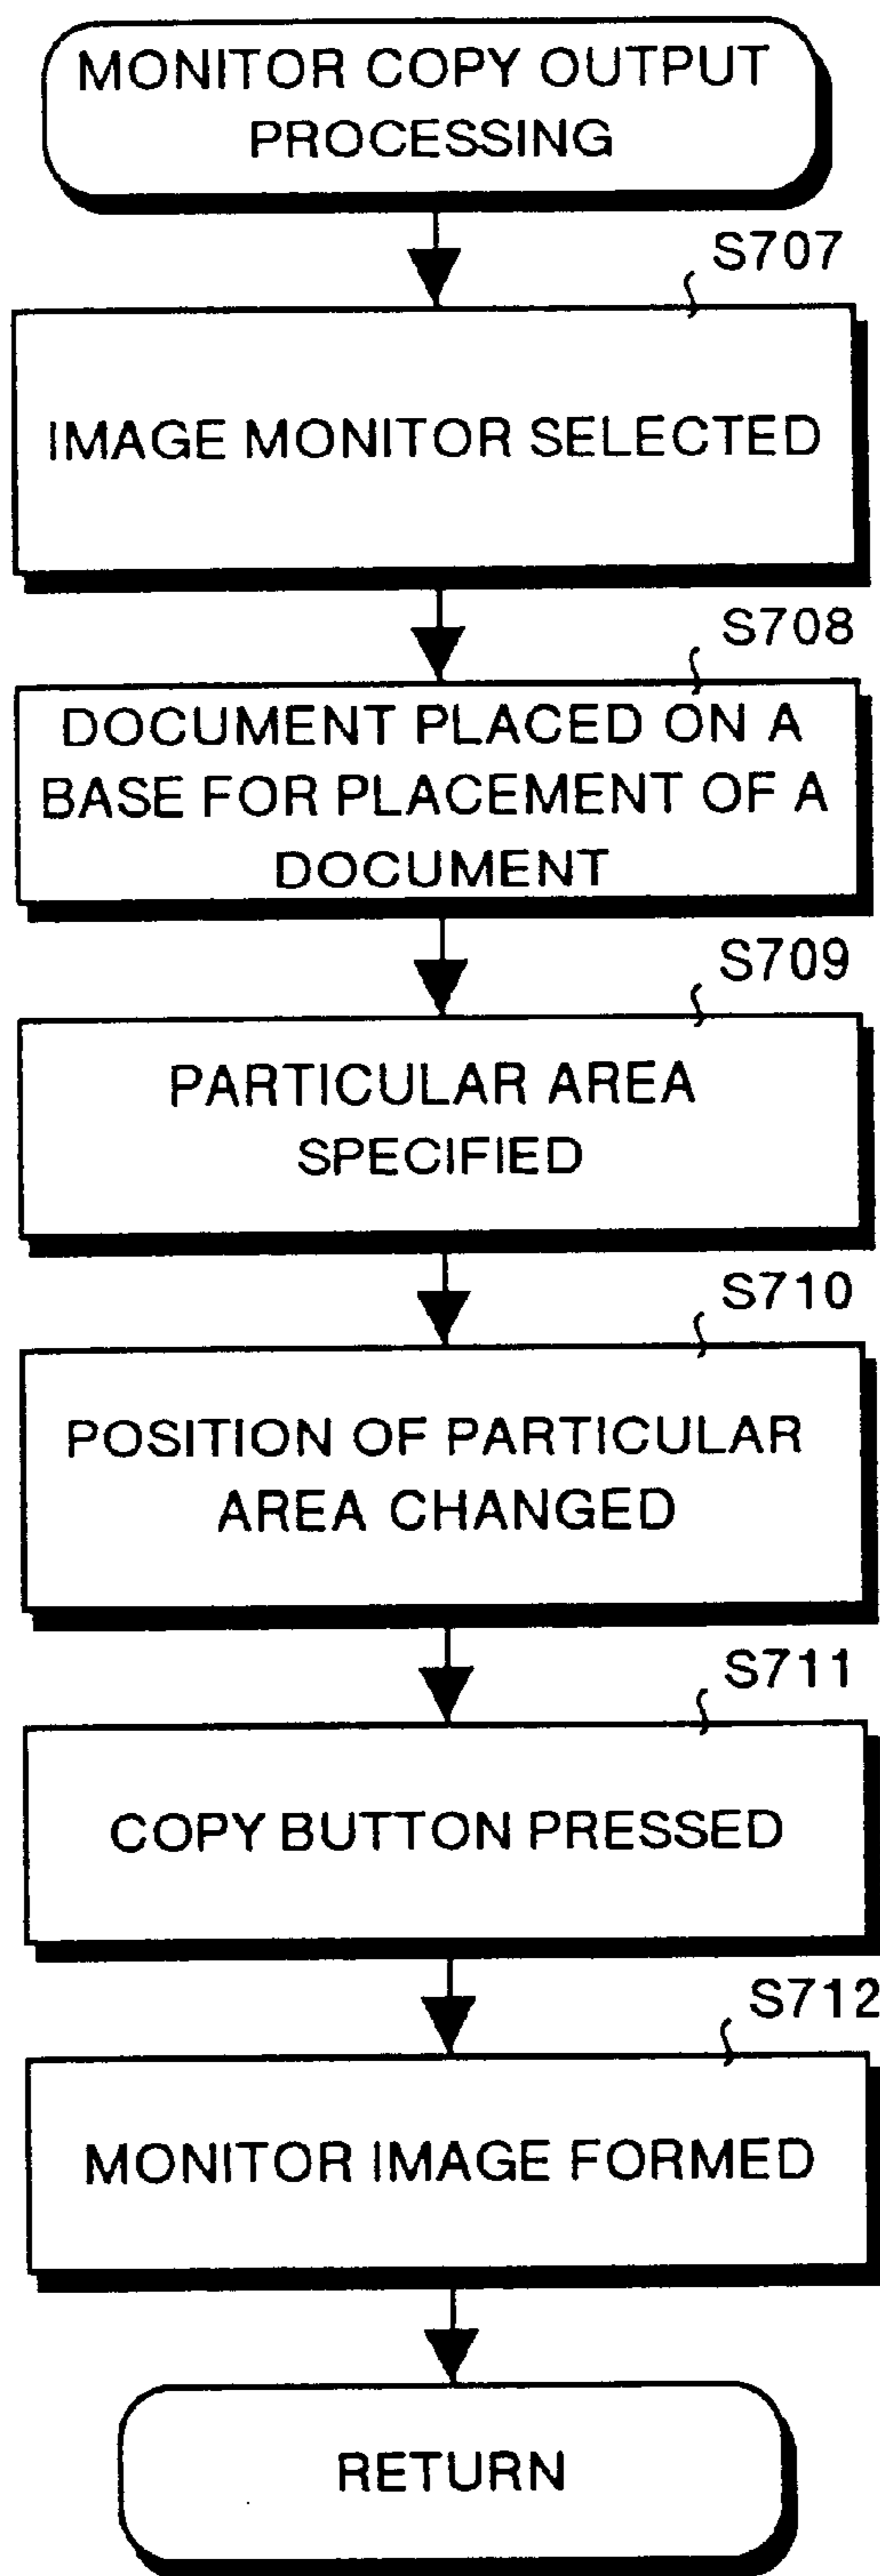 MONITOR COPY OUTPUT
PROCESSING
S707
IMAGE MONITOR SELECTED
S708
DOCUMENT PLACED ON A
BASE FOR PLACEMENT OF A
DOCUMENT
S709
PARTICULAR AREA
SPECIFIED
S710
POSITION OF PARTICULAR
AREA CHANGED
S711
COPY BUTTON PRESSED
S712
MONITOR IMAGE FORMED
RETURN